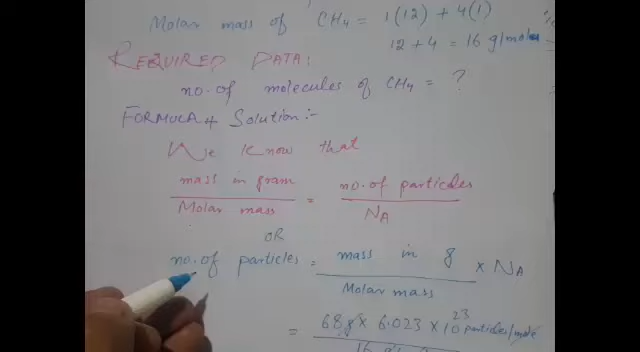 Molar mass of CH4 = 1(12) + 4(1)
12 + 4 = 16 g/mole
REQUIRED DATA:
no. of molecules of CH4 = ?
FORMULA + Solution:-
We know that
mass in gram / Molar mass = no. of particles / NA
OR
no. of particles = mass in g / Molar mass × NA
= 68g × 6.023 × 10^23 particles/mole
16